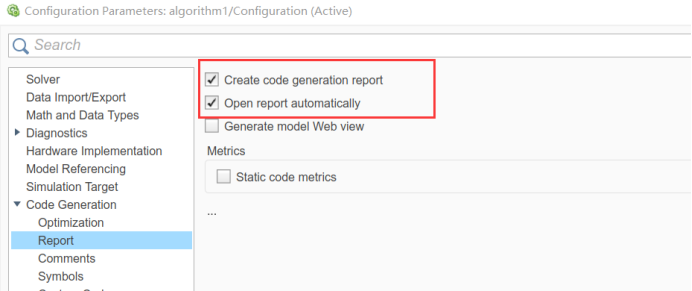 Configuration Parameters: algorithm1/Configuration (Active)
Search
Solver
Data Import/Export
Math and Data Types
Diagnostics
Hardware Implementation
Model Referencing
Simulation Target
Code Generation
Optimization
Report
Comments
Symbols
Create code generation report
Open report automatically
Generate model Web view
Metrics
Static code metrics
...